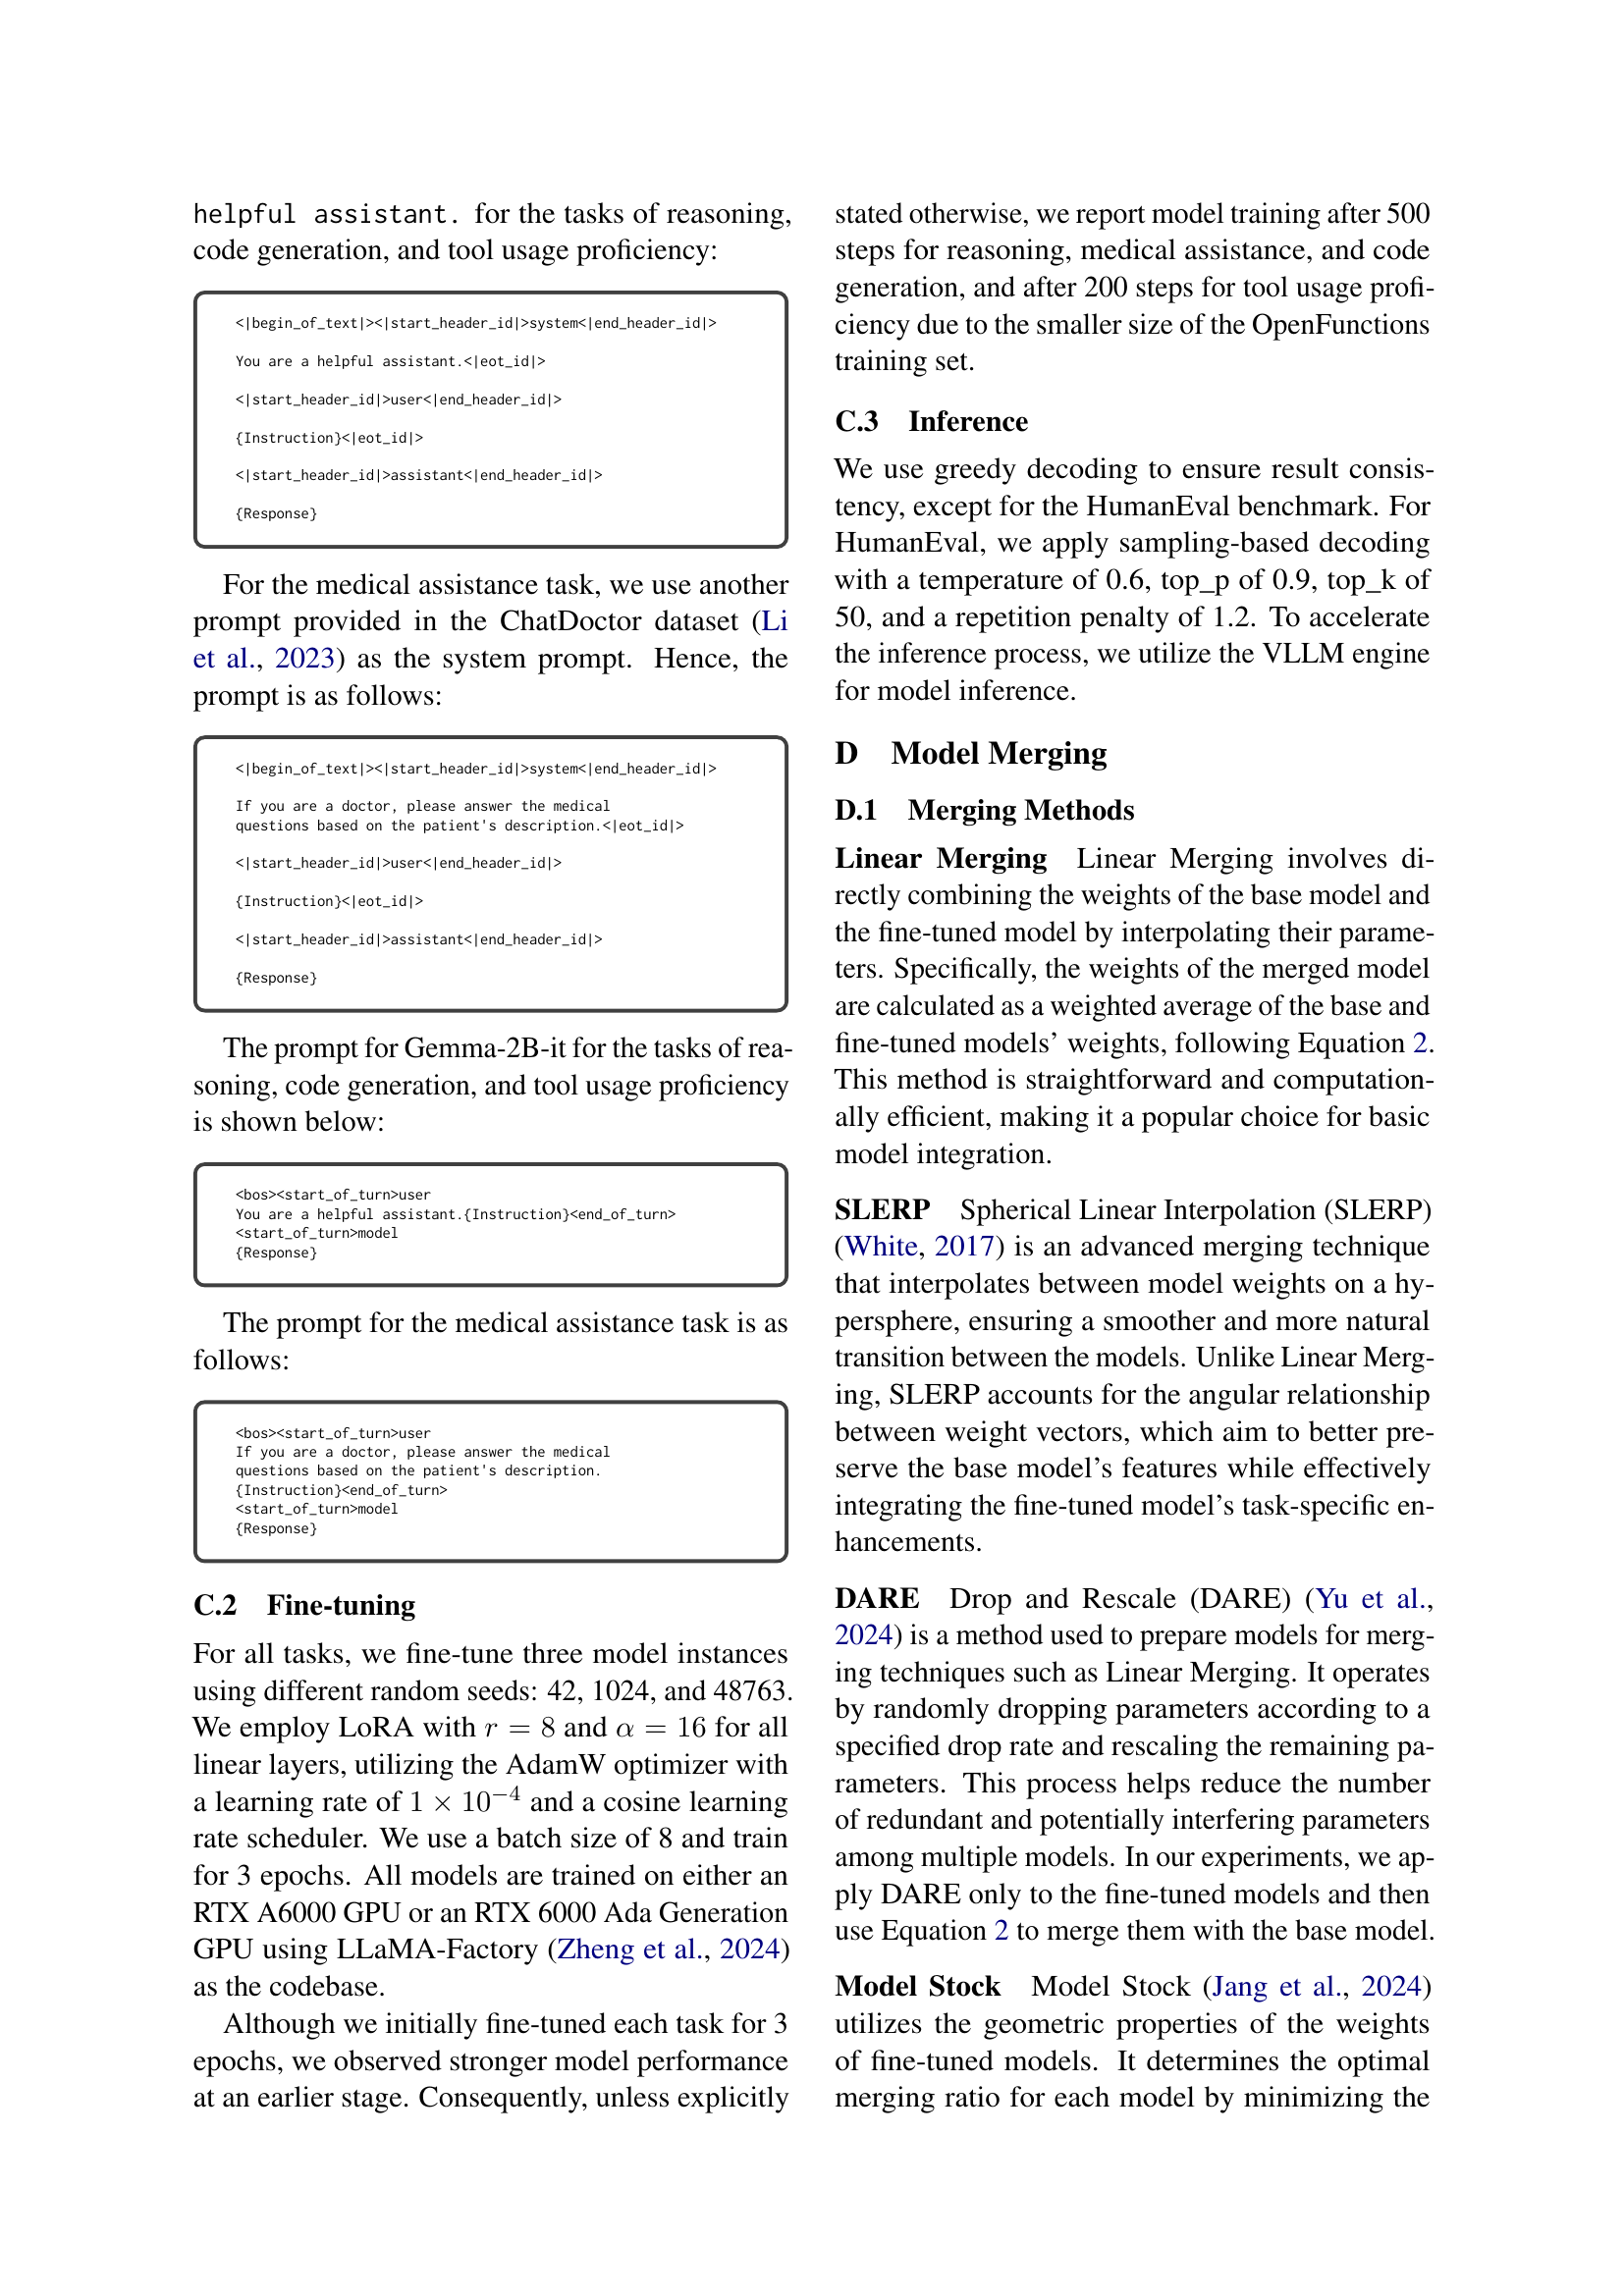 helpful assistant. for the tasks of reasoning,
code generation, and tool usage proficiency:
<|begin_of_text|><|start_header_id|>system<|end_header_id|>
You are a helpful assistant.<|eot_id|>
<|start_header_id|>user<|end_header_id|>
{Instruction}<|eot_id|>
<|start_header_id|>assistant<|end_header_id|>
{Response}
For the medical assistance task, we use another
prompt provided in the ChatDoctor dataset (Li
et al., 2023) as the system prompt. Hence, the
prompt is as follows:
<|begin_of_text|><|start_header_id|>system<|end_header_id|>
If you are a doctor, please answer the medical
questions based on the patient's description.<|eot_id|>
<|start_header_id|>user<|end_header_id|>
{Instruction}<|eot_id|>
<|start_header_id|>assistant<|end_header_id|>
{Response}
The prompt for Gemma-2B-it for the tasks of rea-
soning, code generation, and tool usage proficiency
is shown below:
<bos><start_of_turn>user
You are a helpful assistant.{Instruction}<end_of_turn>
<start_of_turn>model
{Response}
The prompt for the medical assistance task is as
follows:
<bos><start_of_turn>user
If you are a doctor, please answer the medical
questions based on the patient's description.
{Instruction}<end_of_turn>
<start_of_turn>model
{Response}
C.2 Fine-tuning
For all tasks, we fine-tune three model instances
using different random seeds: 42, 1024, and 48763.
We employ LoRA with r = 8 and α = 16 for all
linear layers, utilizing the AdamW optimizer with
a learning rate of 1 × 10⁻⁴ and a cosine learning
rate scheduler. We use a batch size of 8 and train
for 3 epochs. All models are trained on either an
RTX A6000 GPU or an RTX 6000 Ada Generation
GPU using LLaMA-Factory (Zheng et al., 2024)
as the codebase.
Although we initially fine-tuned each task for 3
epochs, we observed stronger model performance
at an earlier stage. Consequently, unless explicitly
stated otherwise, we report model training after 500
steps for reasoning, medical assistance, and code
generation, and after 200 steps for tool usage profi-
ciency due to the smaller size of the OpenFunctions
training set.
C.3 Inference
We use greedy decoding to ensure result consis-
tency, except for the HumanEval benchmark. For
HumanEval, we apply sampling-based decoding
with a temperature of 0.6, top_p of 0.9, top_k of
50, and a repetition penalty of 1.2. To accelerate
the inference process, we utilize the VLLM engine
for model inference.
D Model Merging
D.1 Merging Methods
Linear Merging Linear Merging involves di-
rectly combining the weights of the base model and
the fine-tuned model by interpolating their parame-
ters. Specifically, the weights of the merged model
are calculated as a weighted average of the base and
fine-tuned models’ weights, following Equation 2.
This method is straightforward and computation-
ally efficient, making it a popular choice for basic
model integration.
SLERP Spherical Linear Interpolation (SLERP)
(White, 2017) is an advanced merging technique
that interpolates between model weights on a hy-
persphere, ensuring a smoother and more natural
transition between the models. Unlike Linear Merg-
ing, SLERP accounts for the angular relationship
between weight vectors, which aim to better pre-
serve the base model’s features while effectively
integrating the fine-tuned model’s task-specific en-
hancements.
DARE Drop and Rescale (DARE) (Yu et al.,
2024) is a method used to prepare models for merg-
ing techniques such as Linear Merging. It operates
by randomly dropping parameters according to a
specified drop rate and rescaling the remaining pa-
rameters. This process helps reduce the number
of redundant and potentially interfering parameters
among multiple models. In our experiments, we ap-
ply DARE only to the fine-tuned models and then
use Equation 2 to merge them with the base model.
Model Stock Model Stock (Jang et al., 2024)
utilizes the geometric properties of the weights
of fine-tuned models. It determines the optimal
merging ratio for each model by minimizing the